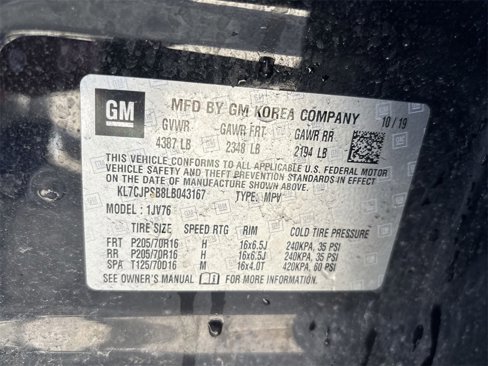 GM
MFD BY GM KOREA COMPANY 10/19
GVWR GAWR FRT GAWR RR
4387 LB 2348 LB 2194 LB
THIS VEHICLE CONFORMS TO ALL APPLICABLE U.S. FEDERAL MOTOR
VEHICLE SAFETY AND THEFT PREVENTION STANDARDS IN EFFECT
ON THE DATE OF MANUFACTURE SHOWN ABOVE.
KL7CJPSB8LB043167 TYPE: MPV
MODEL: 1JV76
TIRE SIZE SPEED RTG RIM COLD TIRE PRESSURE
FRT P205/70R16 H 16x6.5J 240KPA, 35 PSI
RR P205/70R16 H 16x6.5J 240KPA, 35 PSI
SPA T125/70D16 M 16x4.0T 420KPA, 60 PSI
SEE OWNER'S MANUAL FOR MORE INFORMATION.